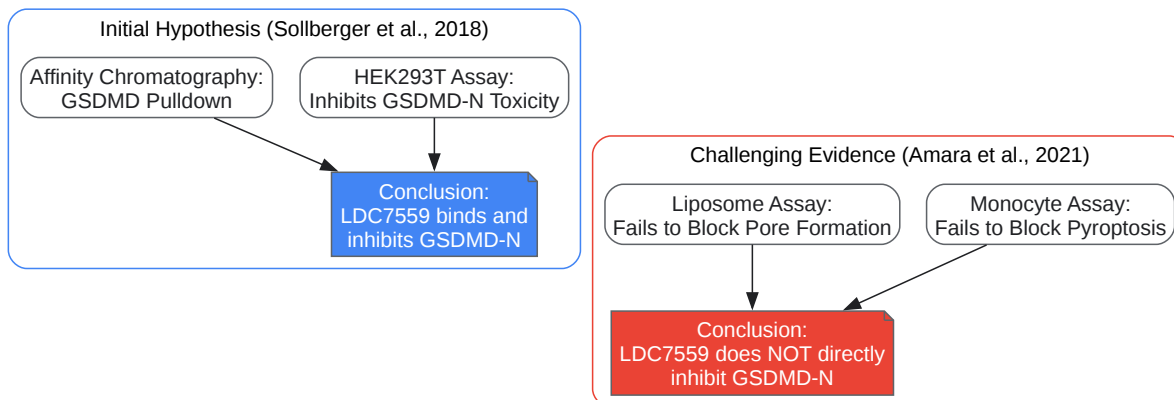 Initial Hypothesis (Sollberger et al., 2018)
Affinity Chromatography:
GSDMD Pulldown
HEK293T Assay:
Inhibits GSDMD-N Toxicity
Conclusion:
LDC7559 binds and
inhibits GSDMD-N
Challenging Evidence (Amara et al., 2021)
Liposome Assay:
Fails to Block Pore Formation
Monocyte Assay:
Fails to Block Pyroptosis
Conclusion:
LDC7559 does NOT directly
inhibit GSDMD-N